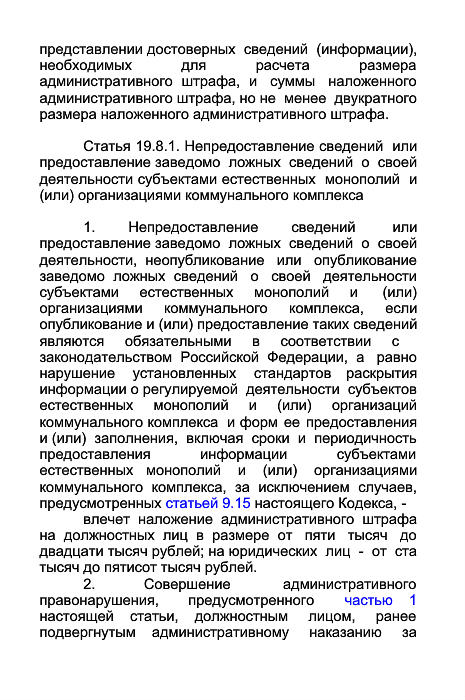 представлении достоверных сведений (информации),
необходимых для расчета размера
административного штрафа, и суммы наложенного
административного штрафа, но не менее двукратного
размера наложенного административного штрафа.
Статья 19.8.1. Непредоставление сведений или
предоставление заведомо ложных сведений о своей
деятельности субъектами естественных монополий и
(или) организациями коммунального комплекса
1. Непредоставление сведений или
предоставление заведомо ложных сведений о своей
деятельности, неопубликование или опубликование
заведомо ложных сведений о своей деятельности
субъектами естественных монополий и (или)
организациями коммунального комплекса, если
опубликование и (или) предоставление таких сведений
являются обязательными в соответствии с
законодательством Российской Федерации, а равно
нарушение установленных стандартов раскрытия
информации о регулируемой деятельности субъектов
естественных монополий и (или) организаций
коммунального комплекса и форм ее предоставления
и (или) заполнения, включая сроки и периодичность
предоставления информации субъектами
естественных монополий и (или) организациями
коммунального комплекса, за исключением случаев,
предусмотренных статьей 9.15 настоящего Кодекса, -
влечет наложение административного штрафа
на должностных лиц в размере от пяти тысяч до
двадцати тысяч рублей; на юридических лиц - от ста
тысяч до пятисот тысяч рублей.
2. Совершение административного
правонарушения, предусмотренного частью 1
настоящей статьи, должностным лицом, ранее
подвергнутым административному наказанию за